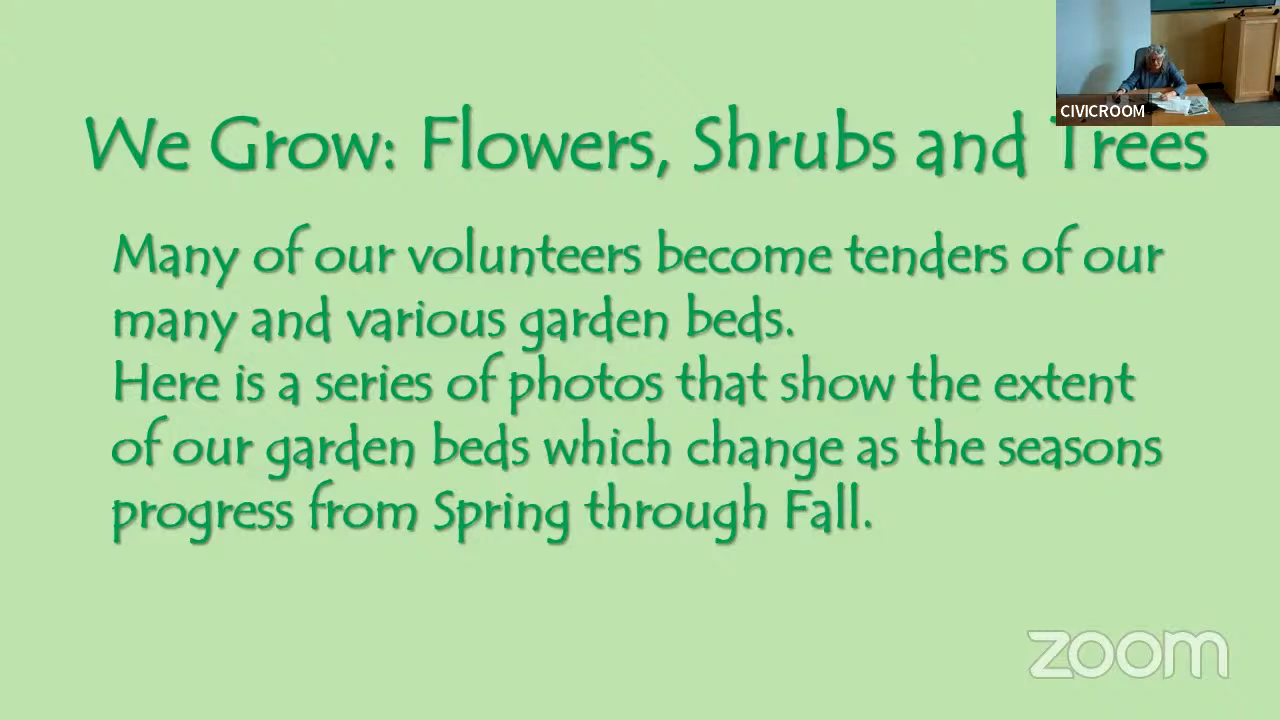 CIVICROOM
We Grow: Flowers, Shrubs and Trees
Many of our volunteers become tenders of our
many and various garden beds.
Here is a series of photos that show the extent
of our garden beds which change as the seasons
progress from Spring through Fall.
zoom